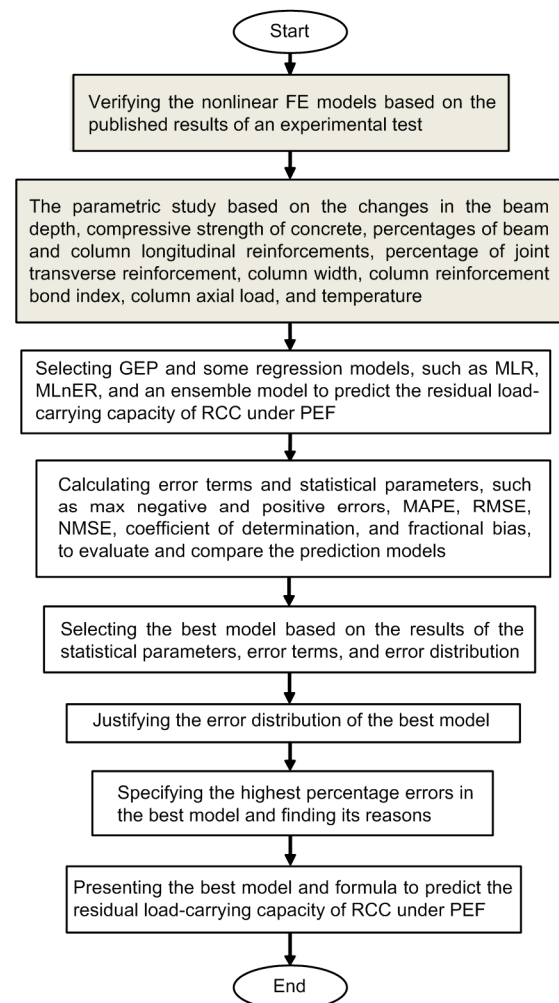 Start
Verifying the nonlinear FE models based on the
published results of an experimental test
The parametric study based on the changes in the beam
depth, compressive strength of concrete, percentages of beam
and column longitudinal reinforcements, percentage of joint
transverse reinforcement, column width, column reinforcement
bond index, column axial load, and temperature
Selecting GEP and some regression models, such as MLR,
MLnER, and an ensemble model to predict the residual load-
carrying capacity of RCC under PEF
Calculating error terms and statistical parameters, such
as max negative and positive errors, MAPE, RMSE,
NMSE, coefficient of determination, and fractional bias,
to evaluate and compare the prediction models
Selecting the best model based on the results of the
statistical parameters, error terms, and error distribution
Justifying the error distribution of the best model
Specifying the highest percentage errors in
the best model and finding its reasons
Presenting the best model and formula to predict the
residual load-carrying capacity of RCC under PEF
End